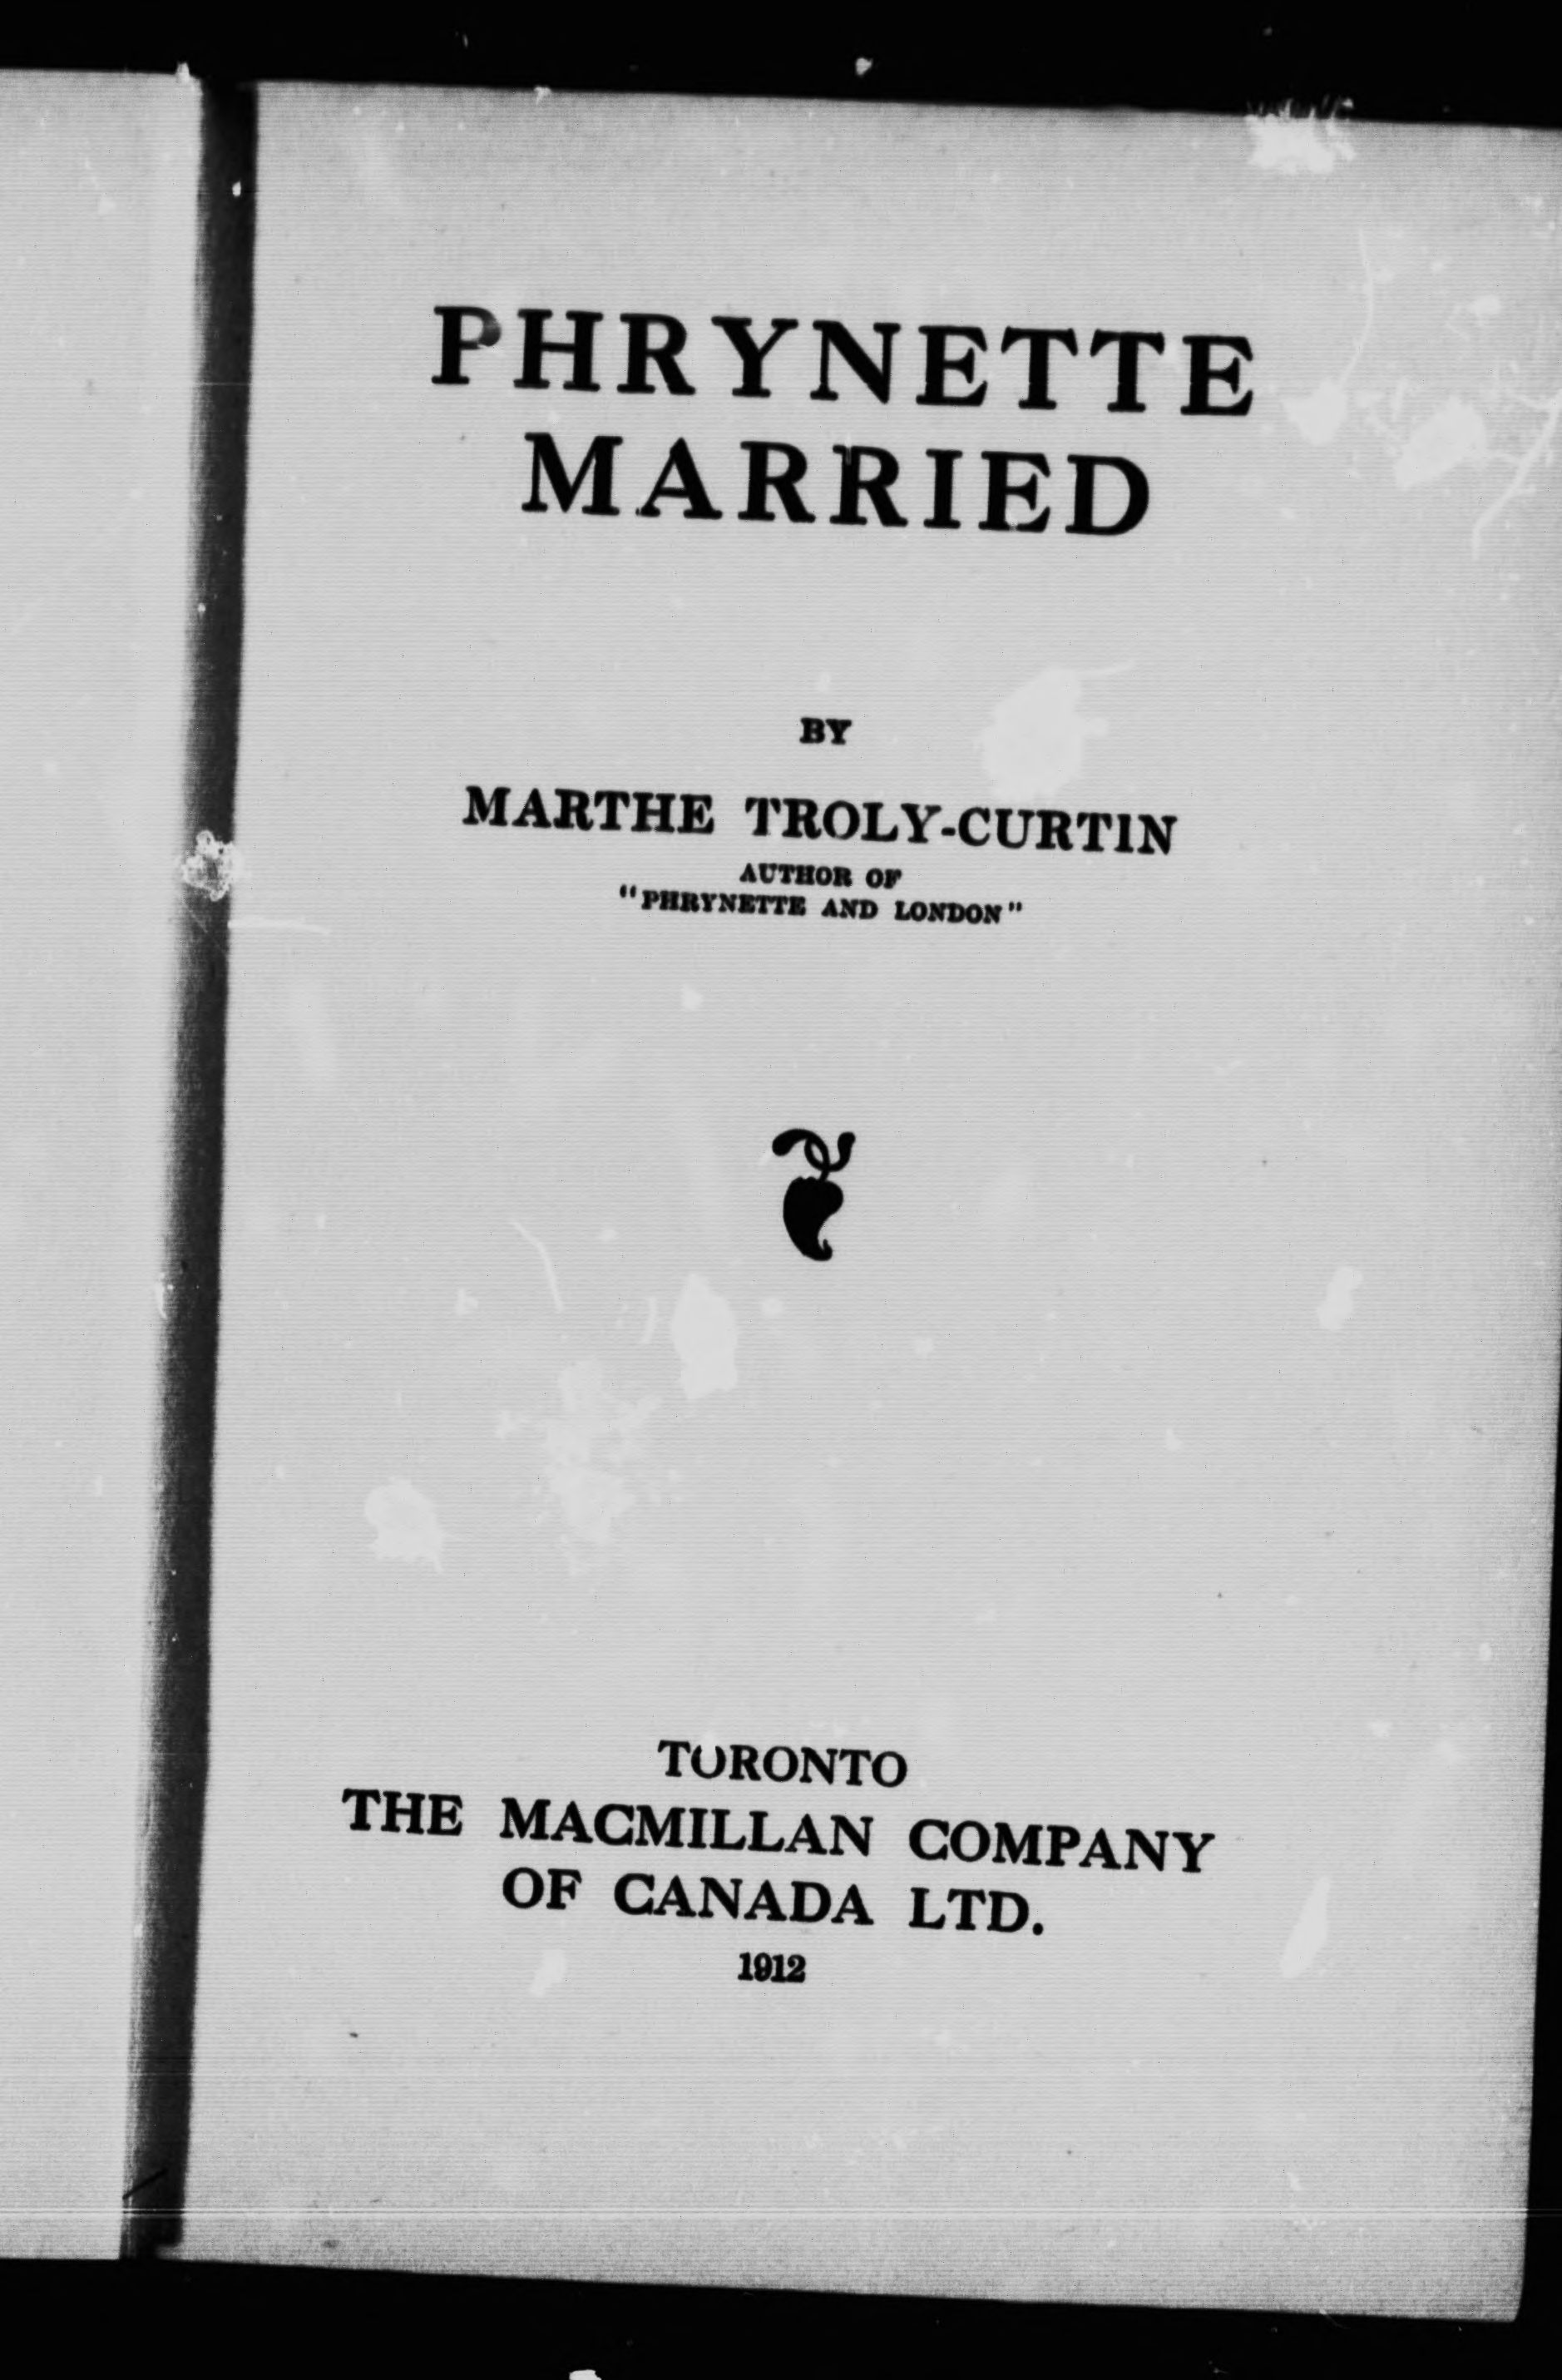 PHRYNETTE
MARRIED
BY
MARTHE TROLY-CURTIN
AUTHOR OF
"PHRYNETTE AND LONDON"
TORONTO
THE MACMILLAN COMPANY
OF CANADA LTD.
1912